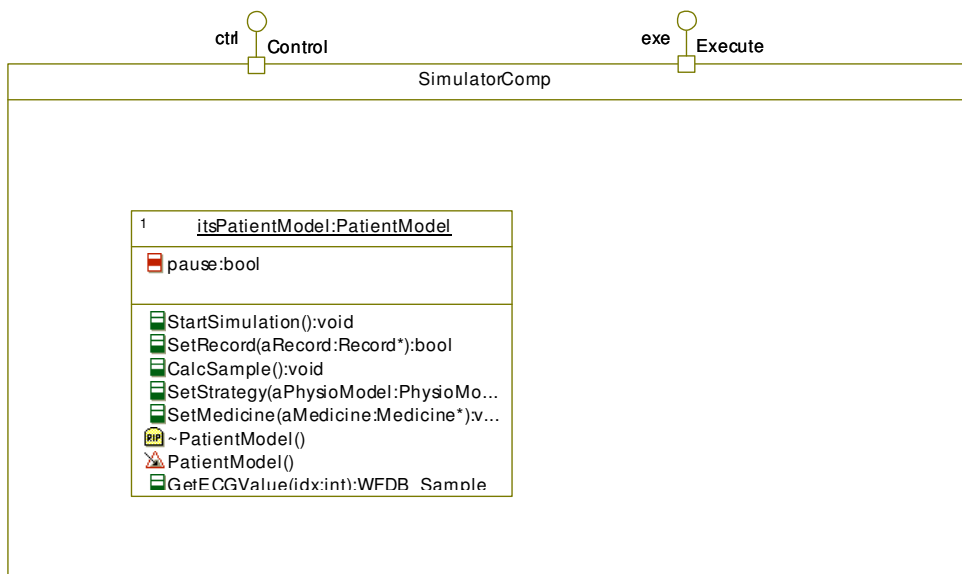 ctrl
Control
exe
Execute
SimulatorComp
1
itsPatientModel:PatientModel
pause:bool
StartSimulation():void
SetRecord(aRecord:Record*):bool
CalcSample():void
SetStrategy(aPhysioModel:PhysioMo...
SetMedicine(aMedicine:Medicine*):v...
RIP ~PatientModel()
PatientModel()
GetECGValue(idx:int):WFDB_Sample